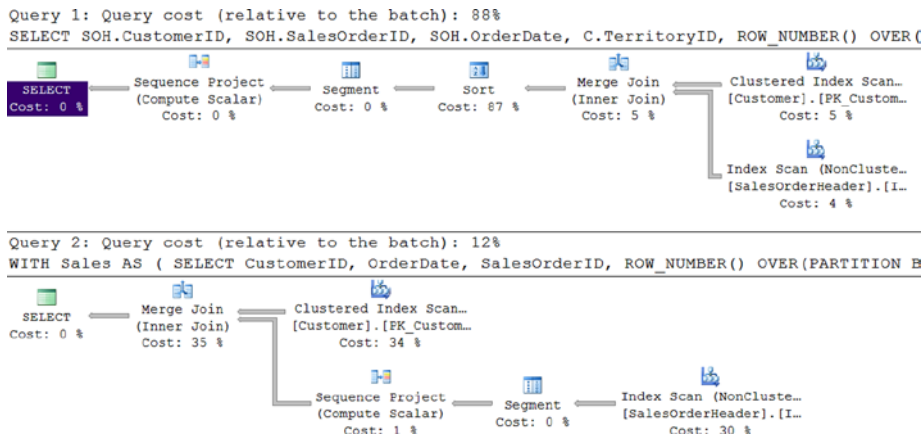 Query 1: Query cost (relative to the batch): 88%
SELECT SOH.CustomerID, SOH.SalesOrderID, SOH.OrderDate, C.TerritoryID, ROW_NUMBER() OVER(
SELECT
Cost: 0 %
Sequence Project
(Compute Scalar)
Cost: 0 %
Segment
Cost: 0 %
Sort
Cost: 87 %
Merge Join
(Inner Join)
Cost: 5 %
Clustered Index Scan…
[Customer].[PK_Custom…
Cost: 5 %
Index Scan (NonCluste…
[SalesOrderHeader].[I…
Cost: 4 %
Query 2: Query cost (relative to the batch): 12%
WITH Sales AS ( SELECT CustomerID, OrderDate, SalesOrderID, ROW_NUMBER() OVER(PARTITION B
SELECT
Cost: 0 %
Merge Join
(Inner Join)
Cost: 35 %
Clustered Index Scan…
[Customer].[PK_Custom…
Cost: 34 %
Sequence Project
(Compute Scalar)
Cost: 1 %
Segment
Cost: 0 %
Index Scan (NonCluste…
[SalesOrderHeader].[I…
Cost: 30 %